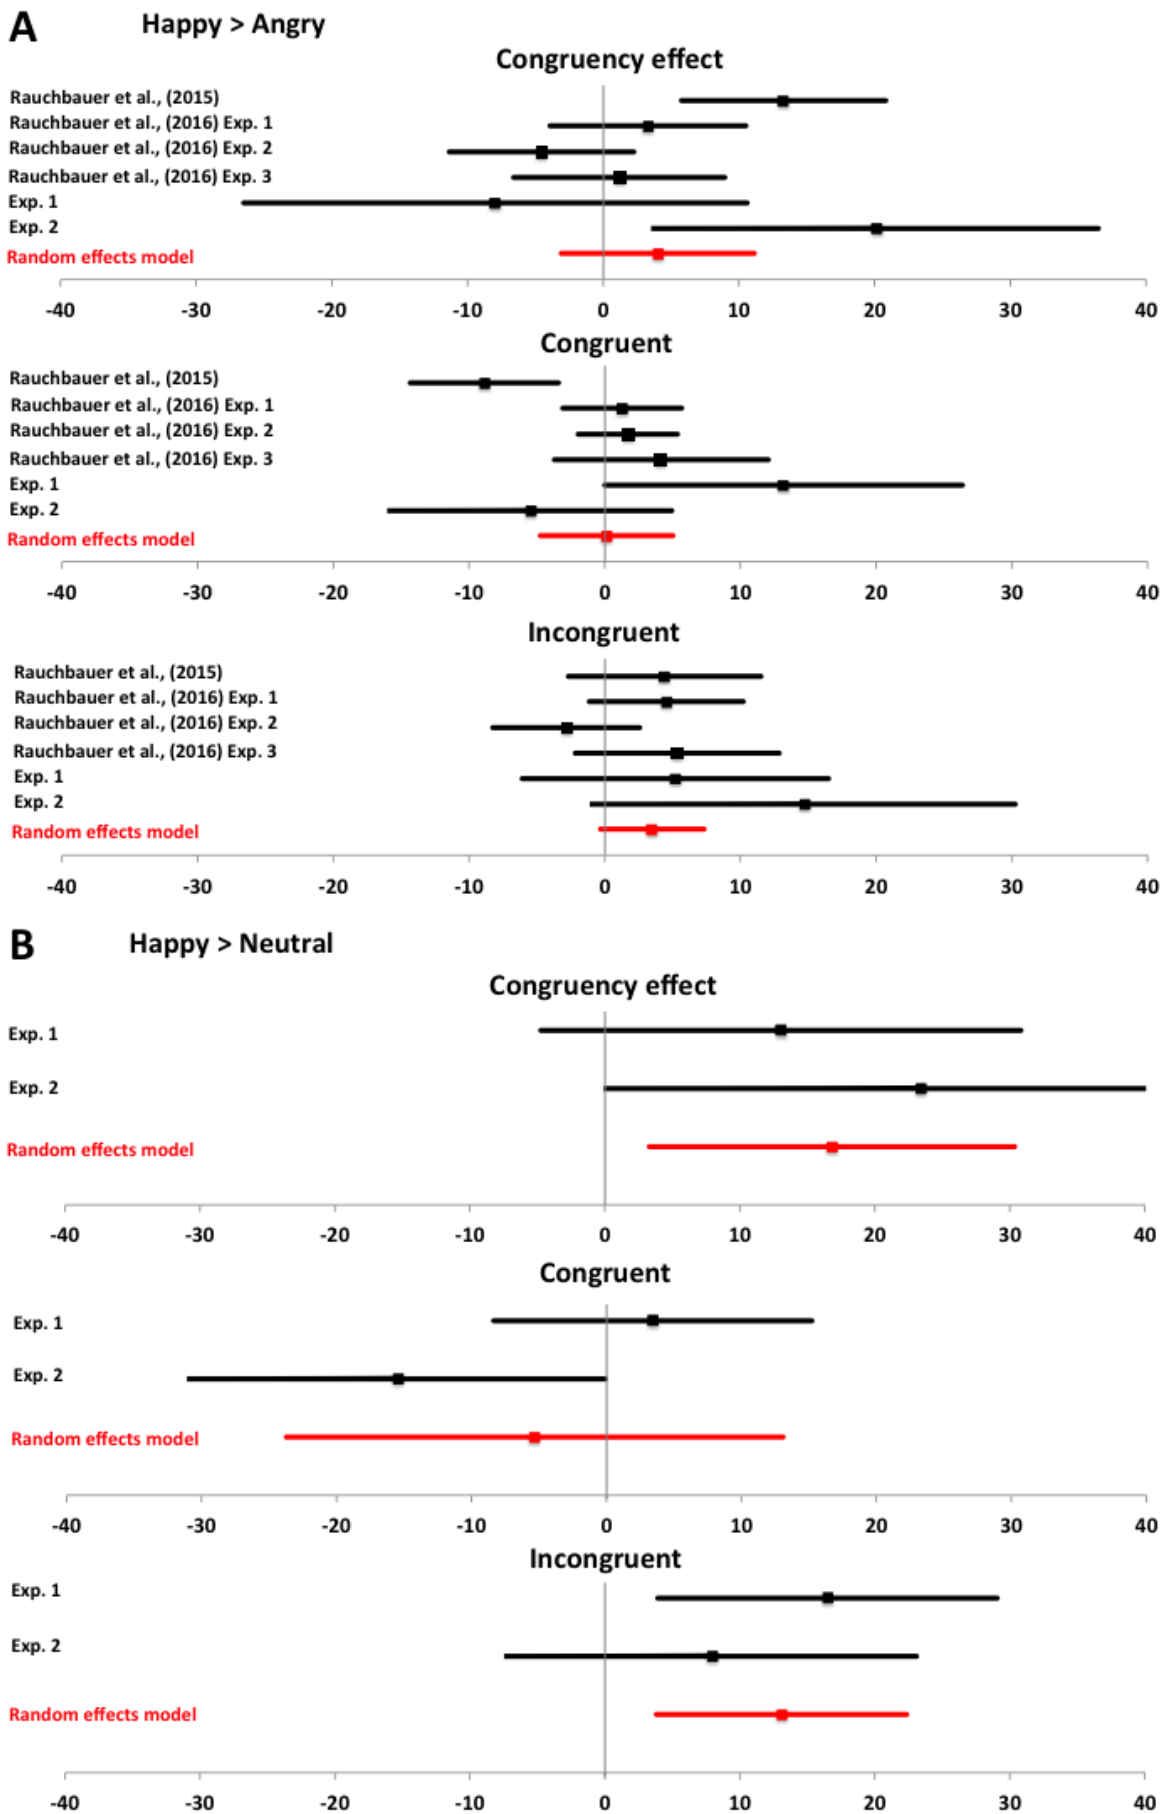 A Happy > Angry
Congruency effect
Rauchbauer et al., (2015)
Rauchbauer et al., (2016) Exp. 1
Rauchbauer et al., (2016) Exp. 2
Rauchbauer et al., (2016) Exp. 3
Exp. 1
Exp. 2
Random effects model
-40 -30 -20 -10 0 10 20 30 40
Congruent
Rauchbauer et al., (2015)
Rauchbauer et al., (2016) Exp. 1
Rauchbauer et al., (2016) Exp. 2
Rauchbauer et al., (2016) Exp. 3
Exp. 1
Exp. 2
Random effects model
-40 -30 -20 -10 0 10 20 30 40
Incongruent
Rauchbauer et al., (2015)
Rauchbauer et al., (2016) Exp. 1
Rauchbauer et al., (2016) Exp. 2
Rauchbauer et al., (2016) Exp. 3
Exp. 1
Exp. 2
Random effects model
-40 -30 -20 -10 0 10 20 30 40
B Happy > Neutral
Congruency effect
Exp. 1
Exp. 2
Random effects model
-40 -30 -20 -10 0 10 20 30 40
Congruent
Exp. 1
Exp. 2
Random effects model
-40 -30 -20 -10 0 10 20 30 40
Incongruent
Exp. 1
Exp. 2
Random effects model
-40 -30 -20 -10 0 10 20 30 40